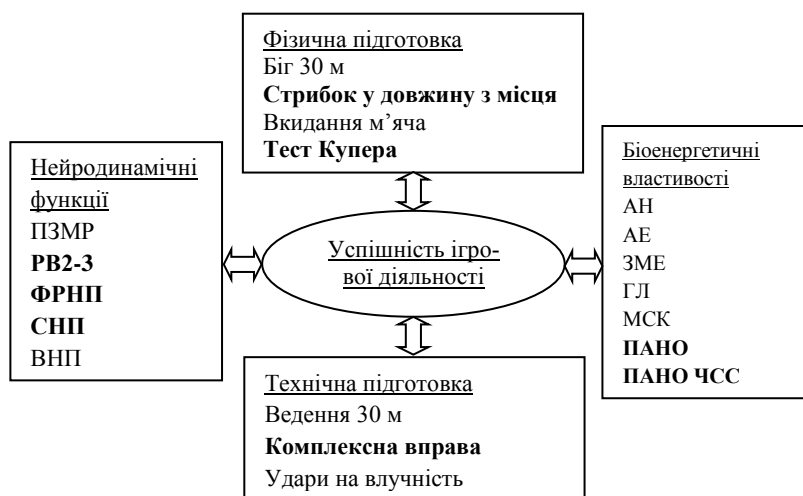 Фізична підготовка
Біг 30 м
Стрибок у довжину з місця
Вкидання м’яча
Тест Купера
Нейродинамічні
функції
ПЗМР
РВ2-3
ФРНП
СНП
ВНП
Успішність ігро-
вої діяльності
Біоенергетичні
властивості
АН
АЕ
ЗМЕ
ГЛ
МСК
ПАНО
ПАНО ЧСС
Технічна підготовка
Ведення 30 м
Комплексна вправа
Удари на влучність